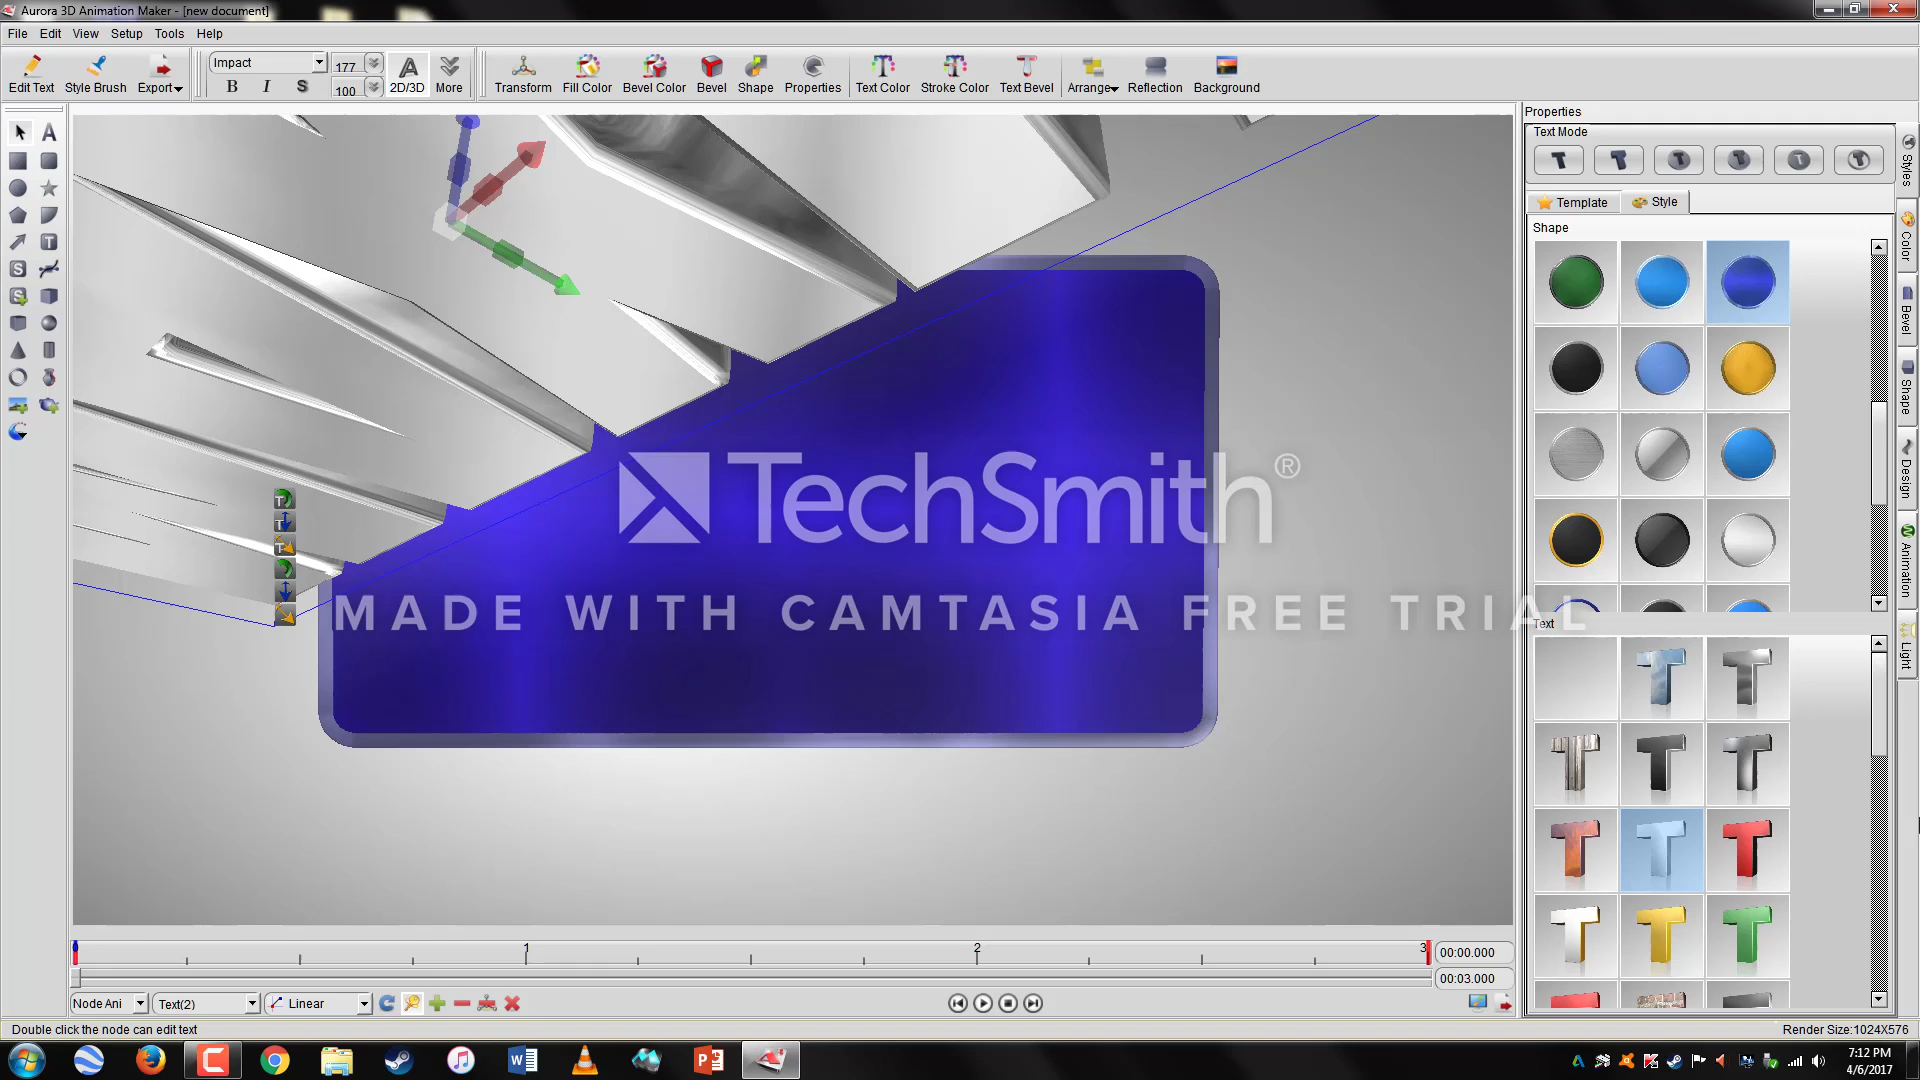 Aurora 3D Animation Maker - [new document]
File Edit View Setup Tools Help
Impact 177
Edit Text Style Brush Export B I S 100 2D/3D More Transform Fill Color Bevel Color Bevel Shape Properties Text Color Stroke Color Text Bevel Arrange Reflection Background
Properties
Text Mode
Template Style
Shape
Styles
Color
Bevel
Shape
Design
Animation
Light
TechSmith®
MADE WITH CAMTASIA FREE TRIAL
Text
1 2 3 00:00.000
00:03.000
Node Ani Text(2) Linear
Double click the node can edit text Render Size:1024X576
7:12 PM
4/6/2017